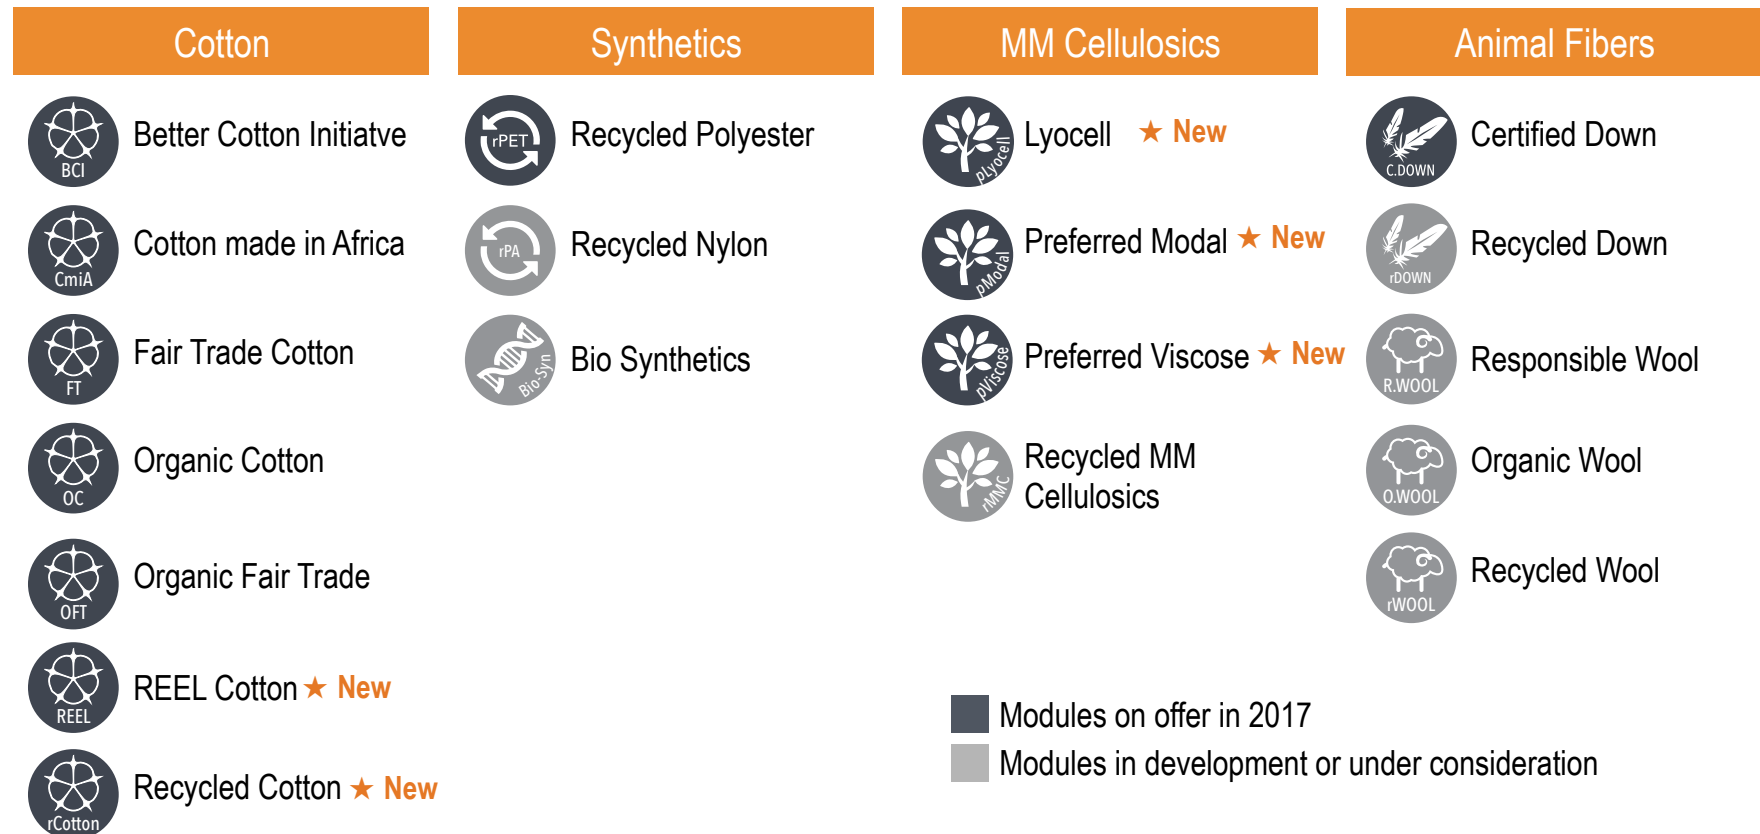 Cotton
Better Cotton Initiatve
BCI
Cotton made in Africa
CmiA
Fair Trade Cotton
FT
Organic Cotton
OC
Organic Fair Trade
OFT
REEL Cotton ★ New
REEL
Recycled Cotton ★ New
rCotton
Synthetics
Recycled Polyester
rPET
Recycled Nylon
rPA
Bio Synthetics
Bio-Syn
MM Cellulosics
Lyocell ★ New
pLyocell
Preferred Modal ★ New
pModal
Preferred Viscose ★ New
pViscose
Recycled MM
Cellulosics
rMMC
Animal Fibers
Certified Down
C.DOWN
Recycled Down
rDOWN
Responsible Wool
R.WOOL
Organic Wool
O.WOOL
Recycled Wool
rWOOL
Modules on offer in 2017
Modules in development or under consideration